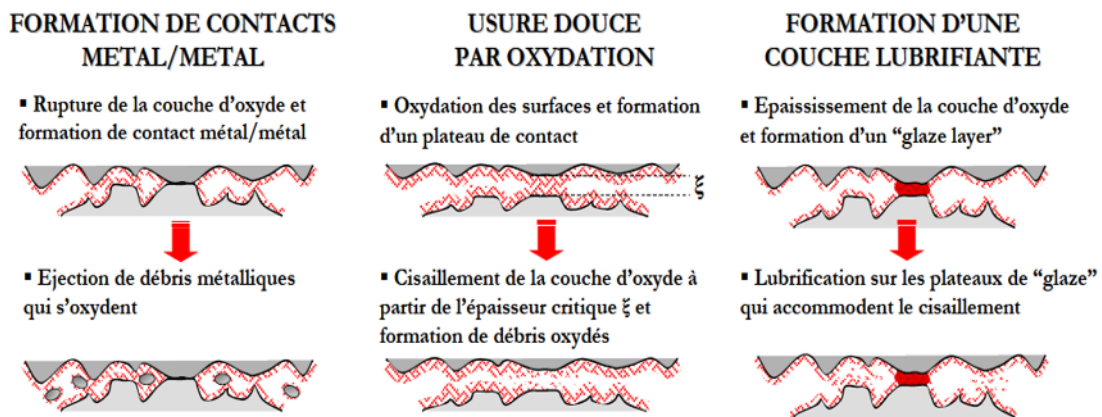 FORMATION DE CONTACTS
METAL/METAL
▪ Rupture de la couche d'oxyde et
formation de contact métal/métal
▪ Ejection de débris métalliques
qui s'oxydent
USURE DOUCE
PAR OXYDATION
▪ Oxydation des surfaces et formation
d'un plateau de contact
ξ
▪ Cisaillement de la couche d'oxyde à
partir de l'épaisseur critique ξ et
formation de débris oxydés
FORMATION D'UNE
COUCHE LUBRIFIANTE
▪ Epaississement de la couche d'oxyde
et formation d'un "glaze layer"
▪ Lubrification sur les plateaux de "glaze"
qui accommodent le cisaillement